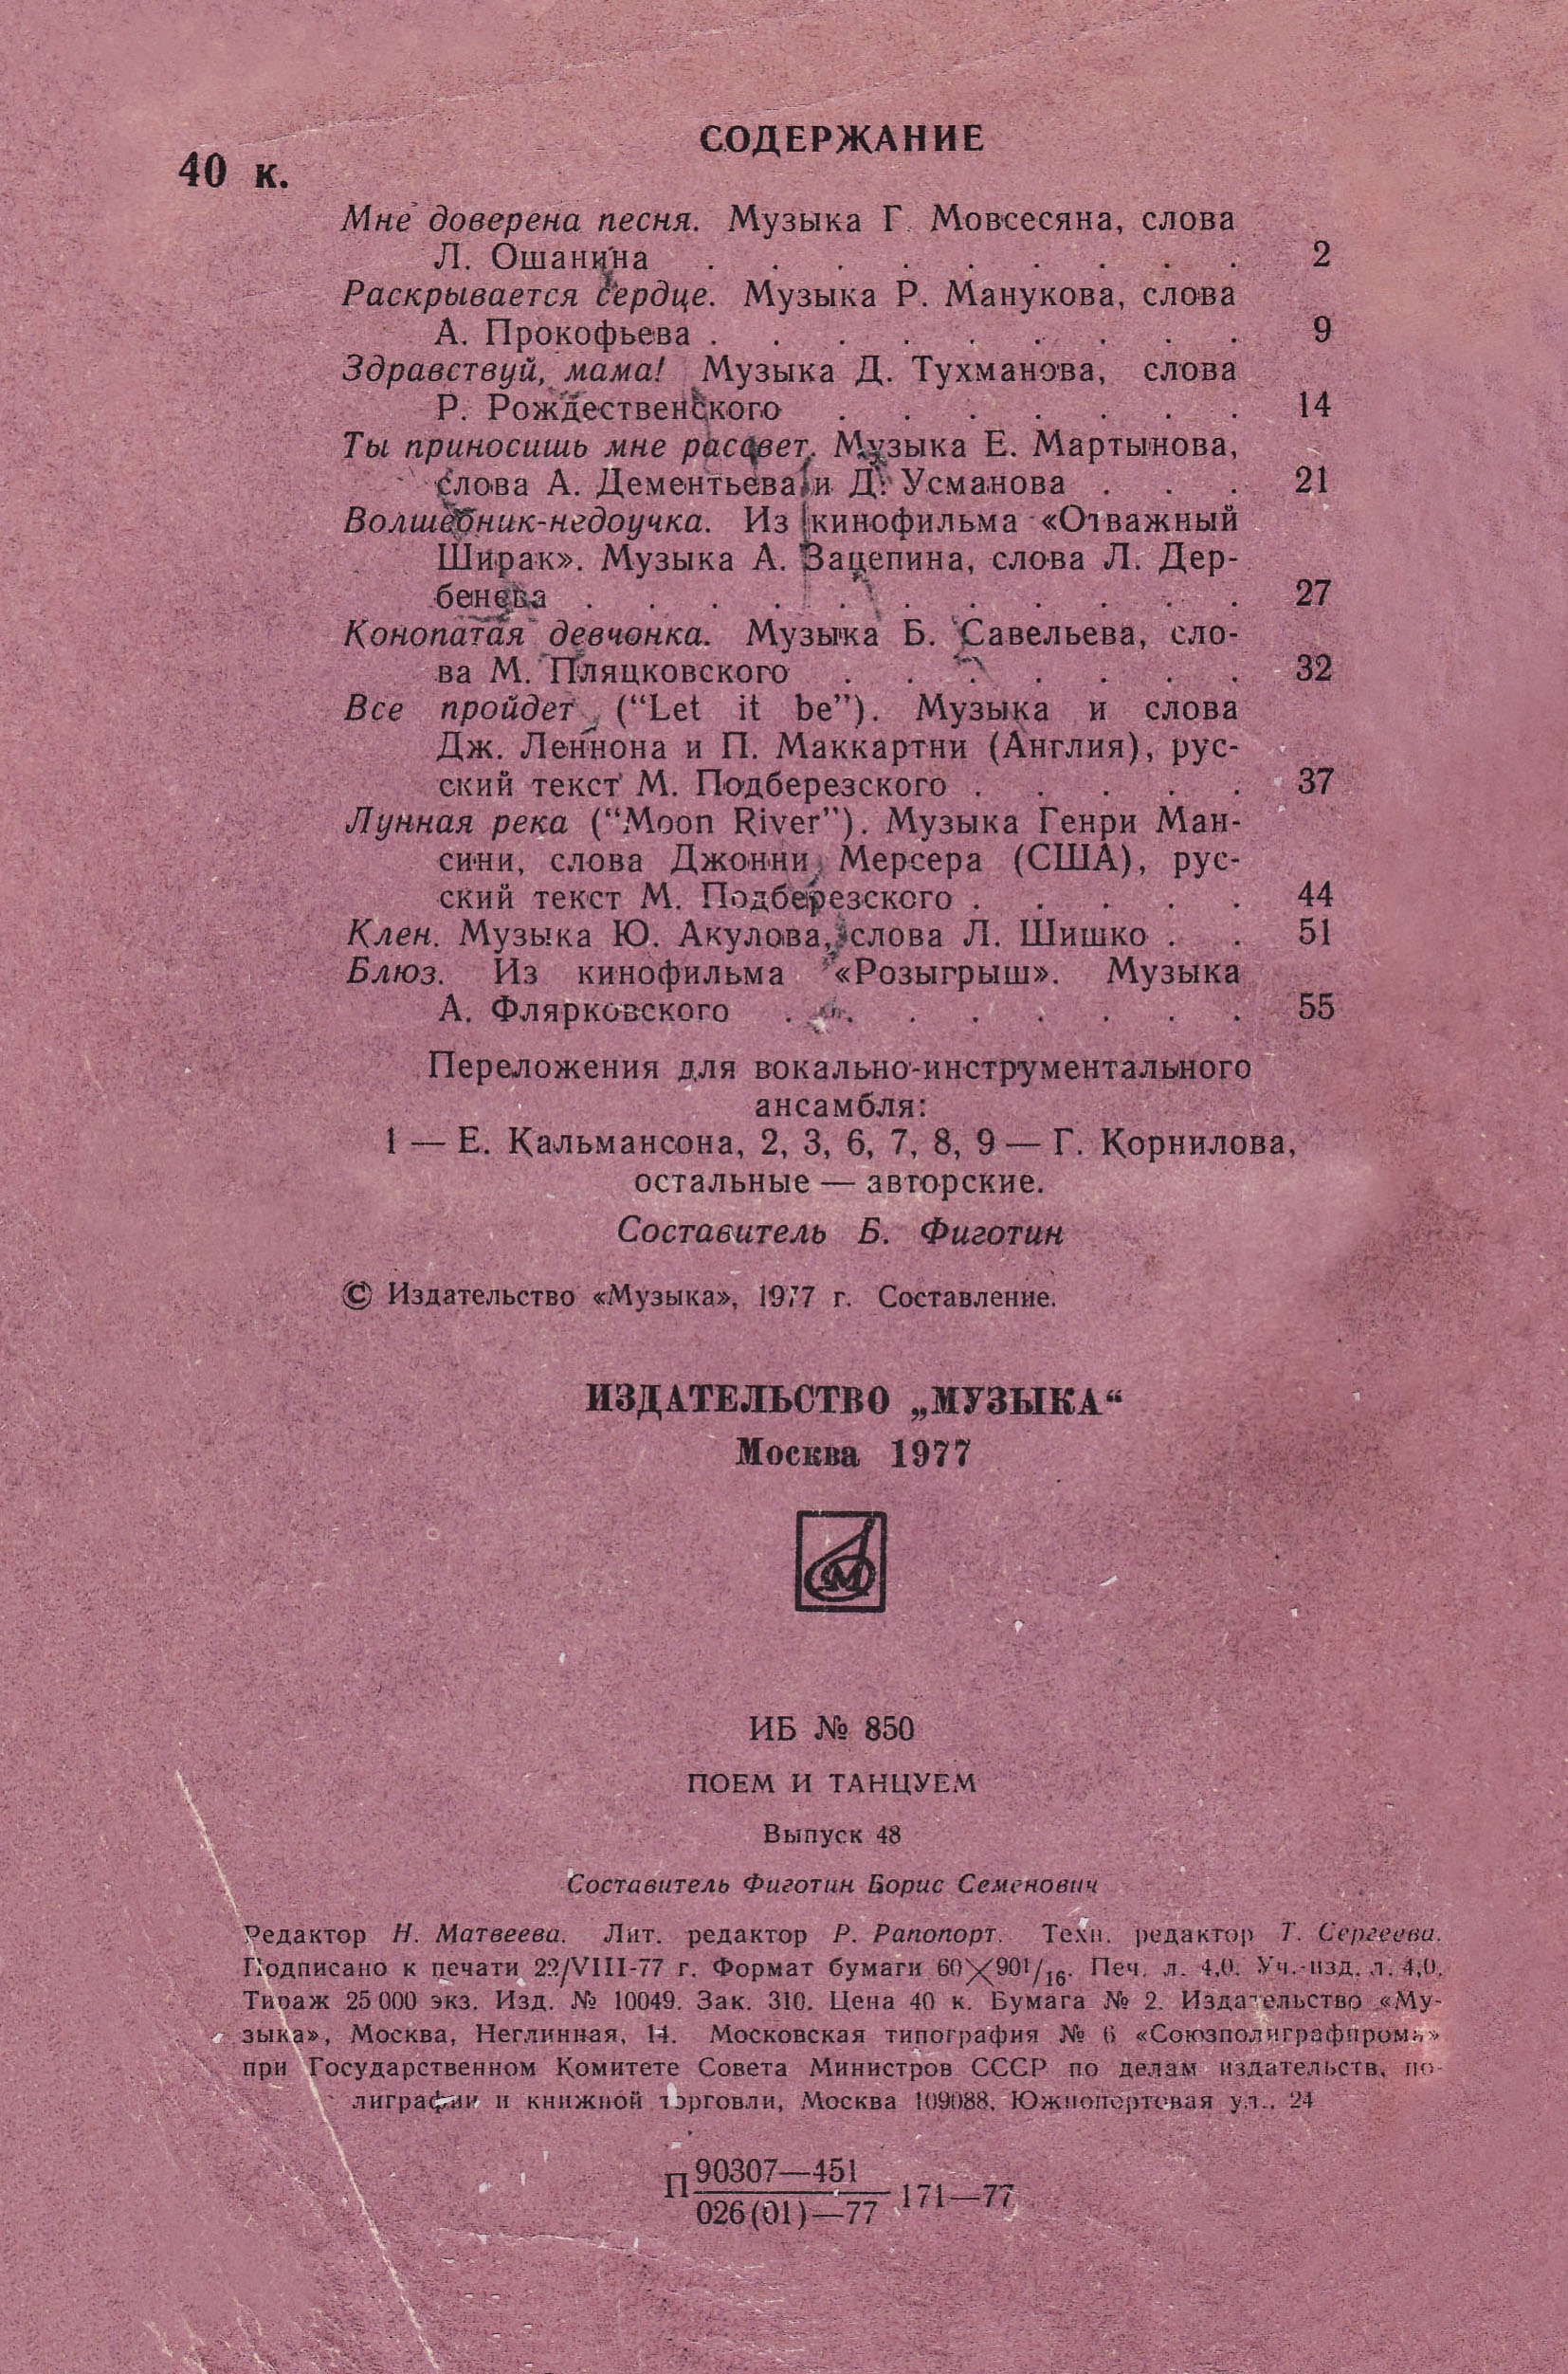 СОДЕРЖАНИЕ
40 к.
Мне доверена песня. Музыка Г. Мовсесяна, слова
Л. Ошанина . . . . . . . . . 2
Раскрывается сердце. Музыка Р. Манукова, слова
А. Прокофьева . . . . . . . . . 9
Здравствуй, мама! Музыка Д. Тухманова, слова
Р. Рождественского . . . . . . . 14
Ты приносишь мне рассвет. Музыка Е. Мартынова,
слова А. Дементьева и Д. Усманова . . . 21
Волшебник-недоучка. Из кинофильма «Отважный
Ширак». Музыка А. Зацепина, слова Л. Дер-
бенева . . . . . . . . . . . 27
Конопатая девчонка. Музыка Б. Савельева, сло-
ва М. Пляцковского . . . . . . . 32
Все пройдет (“Let it be”). Музыка и слова
Дж. Леннона и П. Маккартни (Англия), рус-
ский текст М. Подберезского . . . . . 37
Лунная река (“Moon River”). Музыка Генри Ман-
сини, слова Джонни Мерсера (США), рус-
ский текст М. Подберезского . . . . . 44
Клен. Музыка Ю. Акулова, слова Л. Шишко . . 51
Блюз. Из кинофильма «Розыгрыш». Музыка
А. Флярковского . . . . . . . . 55
Переложения для вокально-инструментального
ансамбля:
1 — Е. Кальмансона, 2, 3, 6, 7, 8, 9 — Г. Корнилова,
остальные — авторские.
Составитель Б. Фиготин
© Издательство «Музыка», 1977 г. Составление.
ИЗДАТЕЛЬСТВО „МУЗЫКА“
Москва 1977
М
ИБ № 850
ПОЕМ И ТАНЦУЕМ
Выпуск 48
Составитель Фиготин Борис Семенович
Редактор Н. Матвеева. Лит. редактор Р. Рапопорт. Техн. редактор Т. Сергеева.
Подписано к печати 22/VIII-77 г. Формат бумаги 60×90¹/₁₆. Печ. л. 4,0. Уч.-изд. л. 4,0.
Тираж 25 000 экз. Изд. № 10049. Зак. 310. Цена 40 к. Бумага № 2. Издательство «Му-
зыка», Москва, Неглинная, 14. Московская типография № 6 «Союзполиграфпрома»
при Государственном Комитете Совета Министров СССР по делам издательств, по-
лиграфии и книжной торговли, Москва 109088, Южнопортовая ул., 24
П 90307—451
026(01)—77 171—77